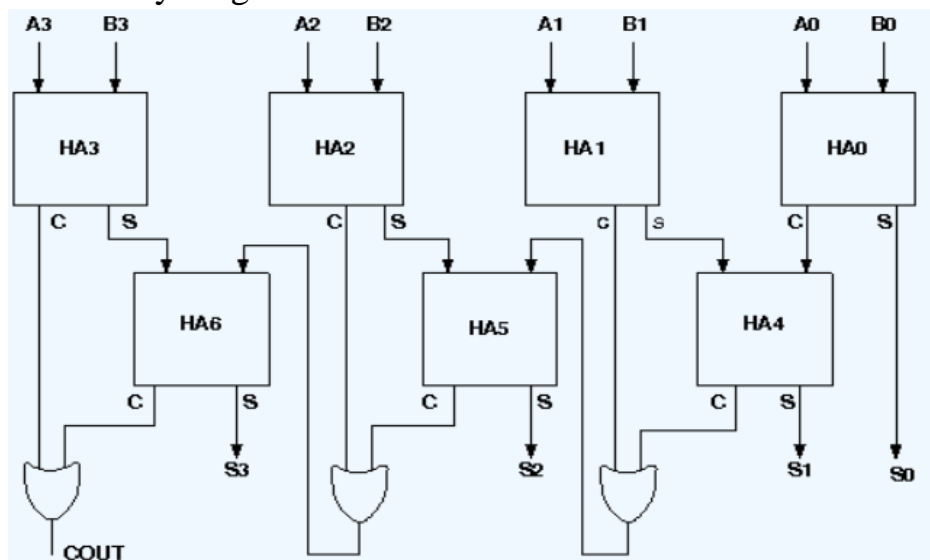 A3 B3 A2 B2 A1 B1 A0 B0
HA3 HA2 HA1 HA0
C S C S C S C S
HA6 HA5 HA4
C S C S C S
S3 S2 S1 S0
COUT